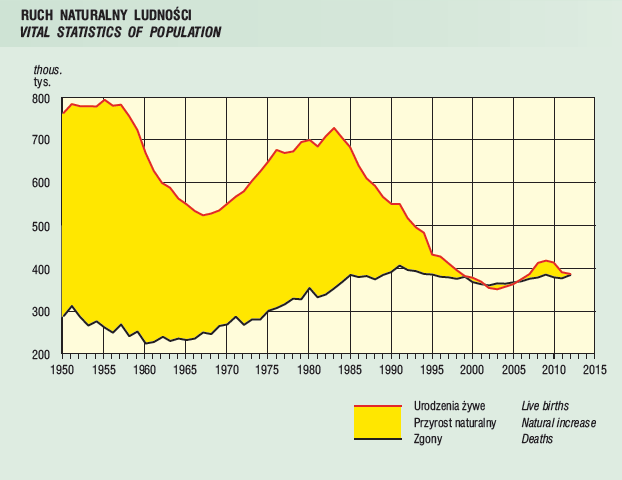 RUCH NATURALNY LUDNOŚCI
VITAL STATISTICS OF POPULATION
thous.
tys.
800
700
600
500
400
300
200
1950 1955 1960 1965 1970 1975 1980 1985 1990 1995 2000 2005 2010 2015
Urodzenia żywe Live births
Przyrost naturalny Natural increase
Zgony Deaths